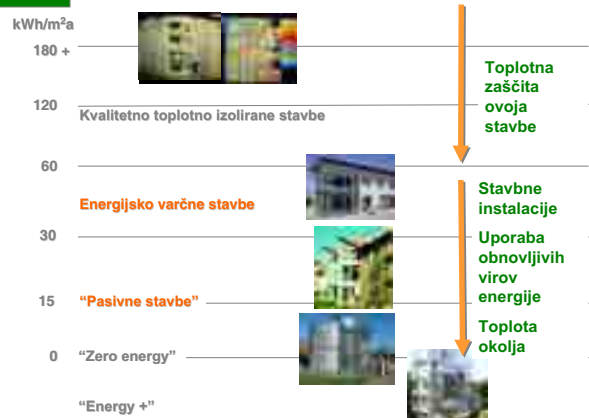 kWh/m²a
180 +
120
Kvalitetno toplotno izolirane stavbe
60
Energijsko varčne stavbe
30
15
“Pasivne stavbe”
0
“Zero energy”
“Energy +”
Toplotna
zaščita
ovoja
stavbe
Stavbne
instalacije
Uporaba
obnovljivih
virov
energije
Toplota
okolja